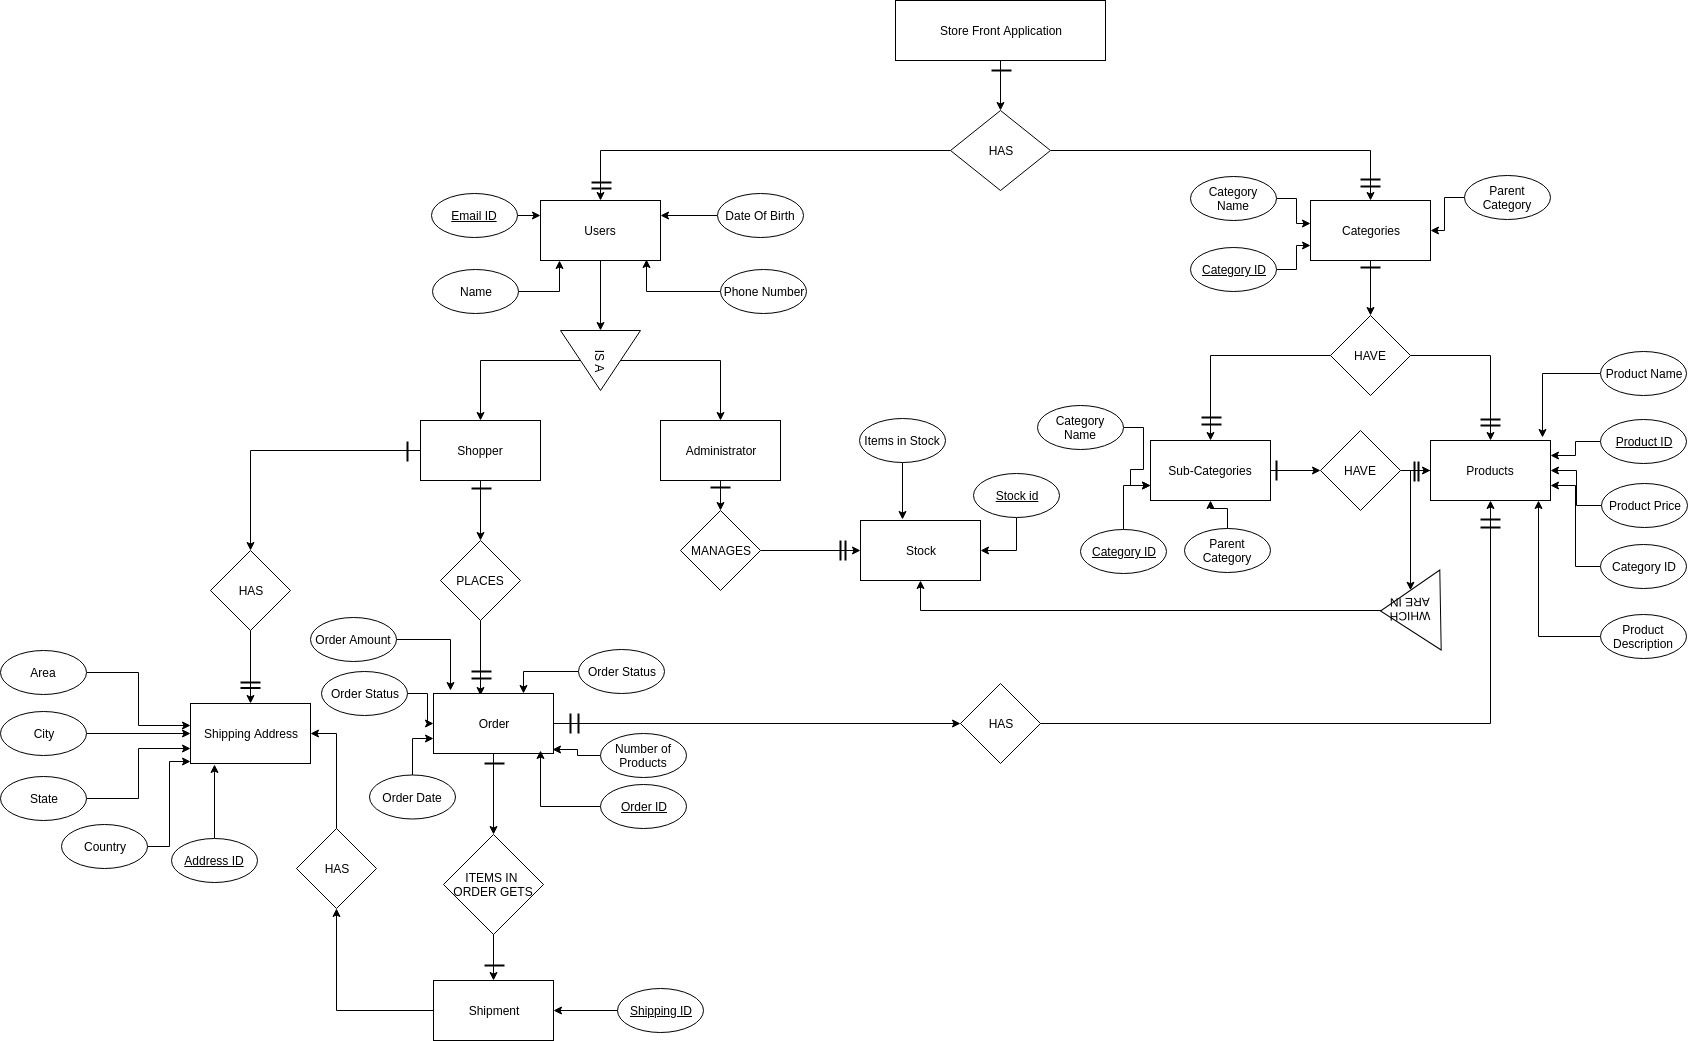 Store Front Application
HAS
Category
Name
Parent
Category
Email ID
Date Of Birth
Users
Categories
Category ID
Name
Phone Number
IS A
HAVE
Product Name
Category
Name
Items in Stock
Product ID
Shopper
Administrator
Sub-Categories
HAVE
Products
Stock id
Product Price
MANAGES
Stock
Category ID
Parent
Category
Category ID
HAS
PLACES
WHICH
ARE IN
Order Amount
Product
Description
Area
Order Status
Order Status
Shipping Address
Order
HAS
City
Number of
Products
State
Order Date
Order ID
Country
Address ID
HAS
ITEMS IN
ORDER GETS
Shipment
Shipping ID